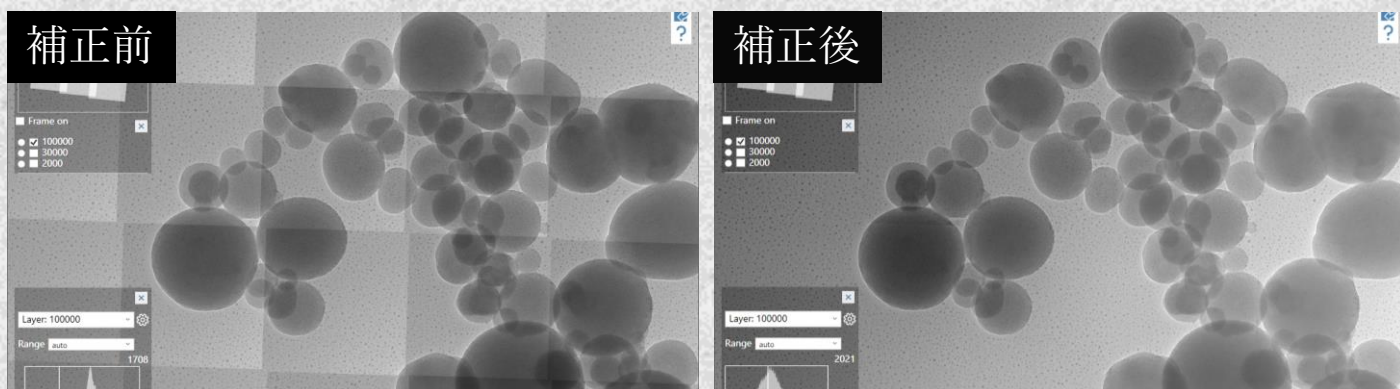 補正前
?
Frame on
100000
30000
2000
Layer: 100000
Range auto
1708
補正後
?
Frame on
100000
30000
2000
Layer: 100000
Range auto
2021